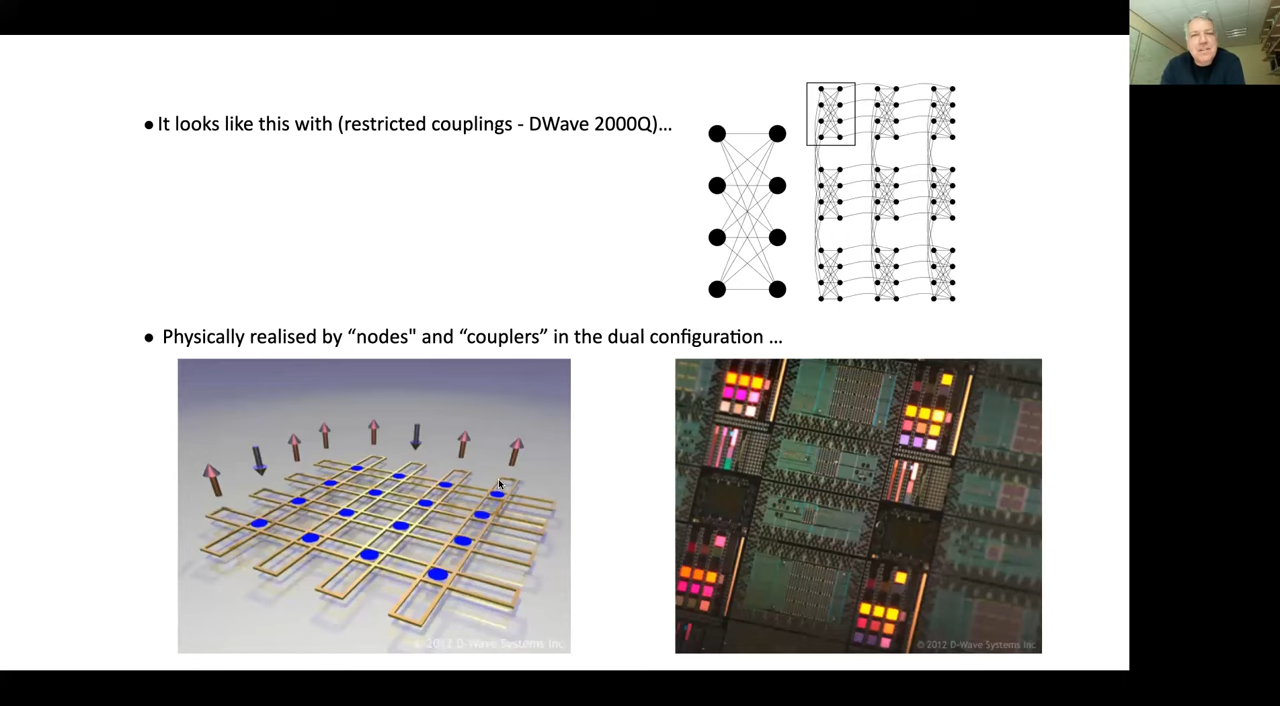 ● It looks like this with (restricted couplings - DWave 2000Q)…
● Physically realised by “nodes" and “couplers” in the dual configuration …
© 2012 D-Wave Systems Inc.
© 2012 D-Wave Systems Inc.